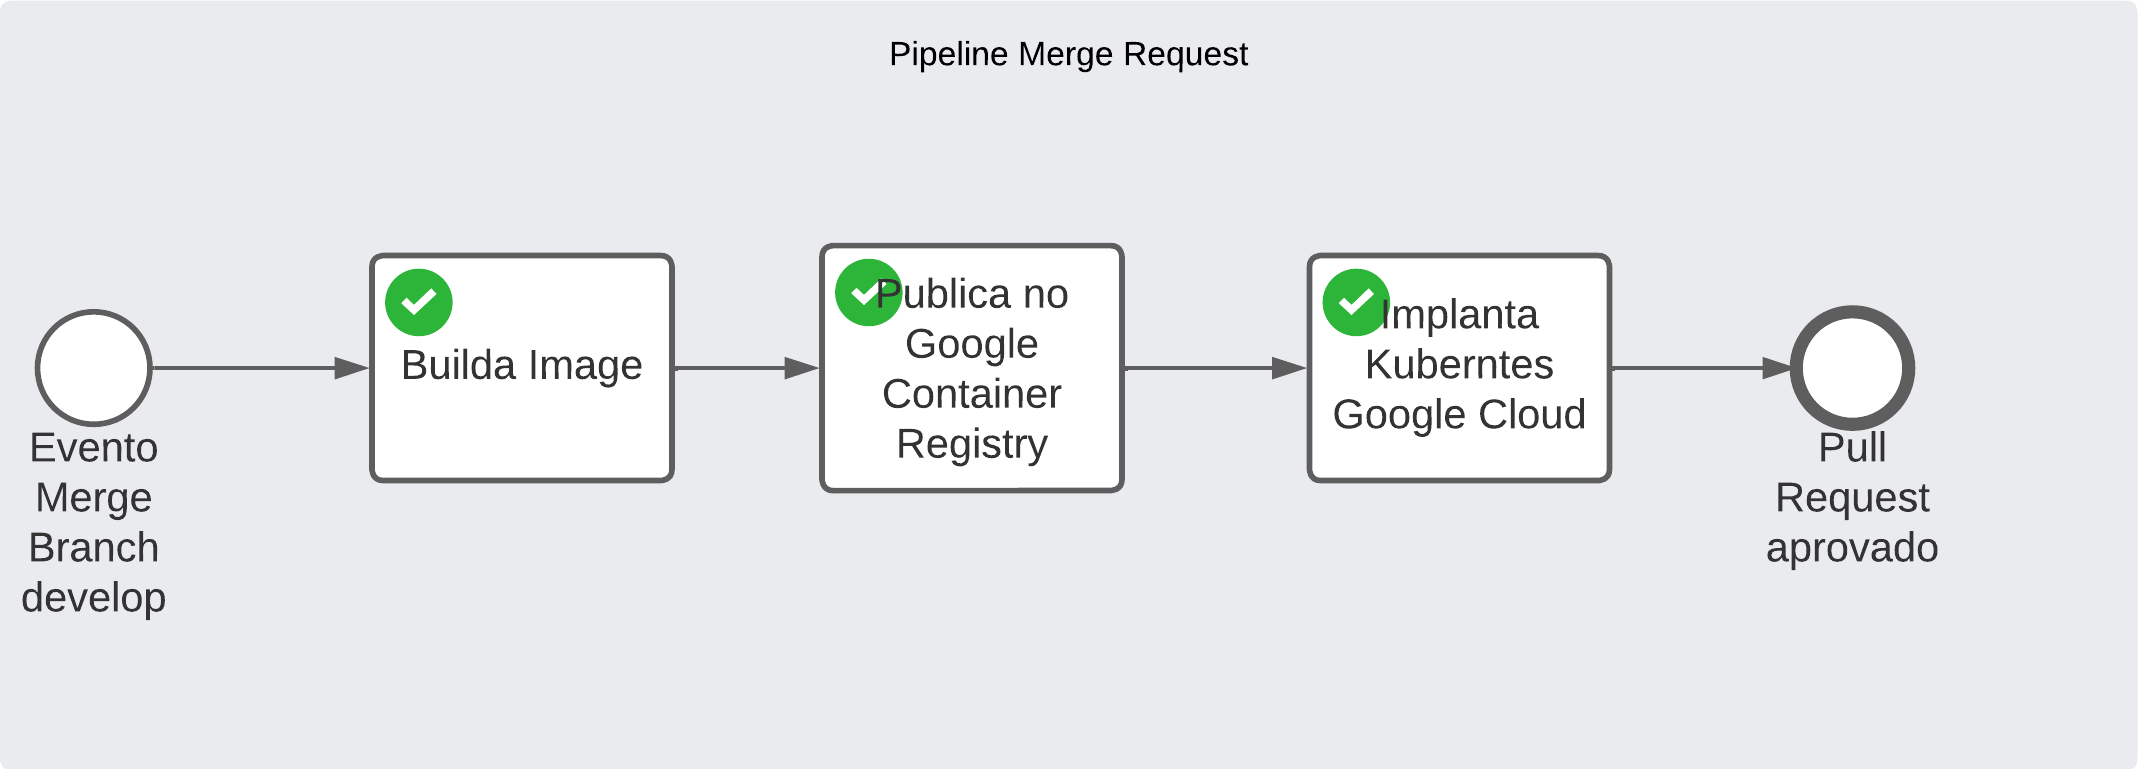 Pipeline Merge Request
Evento
Merge
Branch
develop
Builda Image
Publica no
Google
Container
Registry
Implanta
Kuberntes
Google Cloud
Pull
Request
aprovado